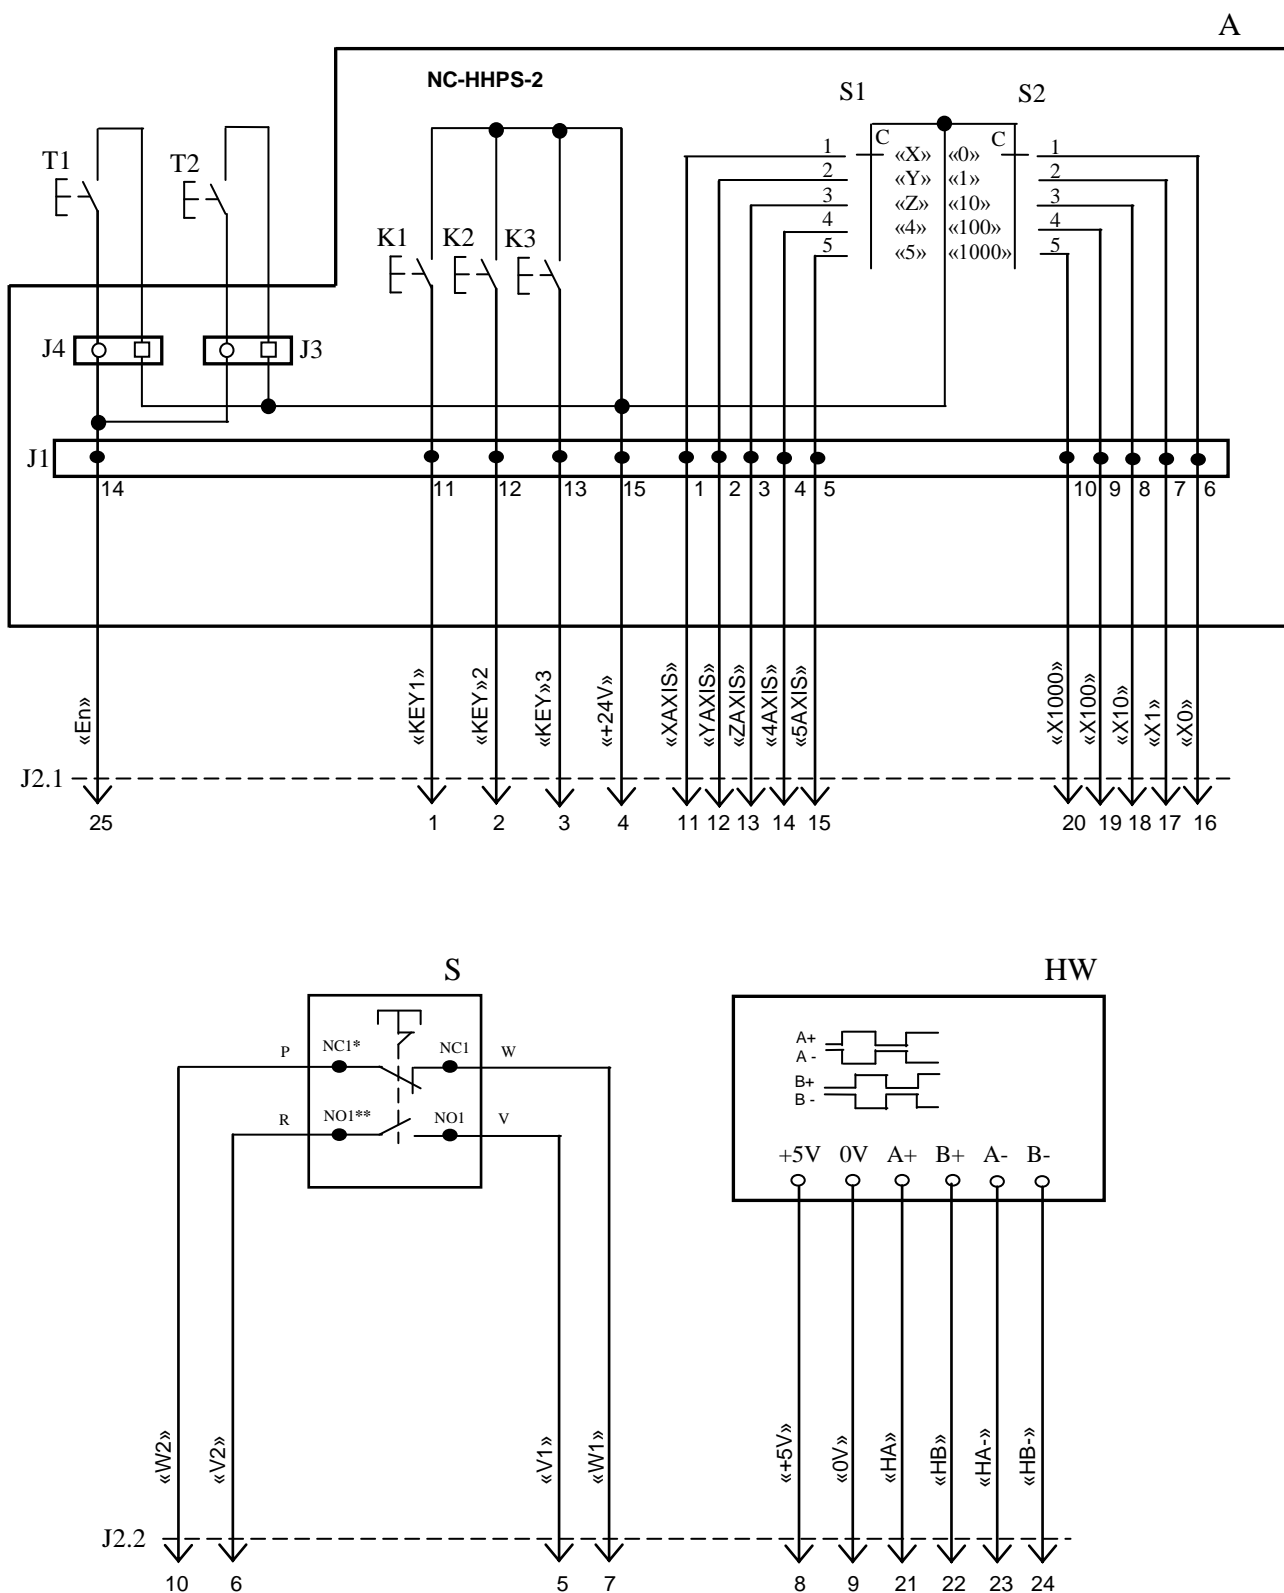 A
NC-HHPS-2
S1 S2
T1 T2
C C
1 «X» «0» 1
2 «Y» «1» 2
3 «Z» «10» 3
4 «4» «100» 4
5 «5» «1000» 5
K1 K2 K3
J4 J3
J1
14 11 12 13 15 1 2 3 4 5 10 9 8 7 6
«En» «KEY1» «KEY»2 «KEY»3 «+24V» «XAXIS» «YAXIS» «ZAXIS» «4AXIS» «5AXIS» «X1000» «X100» «X10» «X1» «X0»
J2.1
25 1 2 3 4 11 12 13 14 15 20 19 18 17 16
S HW
P NC1* NC1 W
R NO1** NO1 V
A+
A -
B+
B -
+5V 0V A+ B+ A- B-
«W2» «V2» «V1» «W1» «+5V» «0V» «HA» «HB» «HA-» «HB-»
J2.2
10 6 5 7 8 9 21 22 23 24